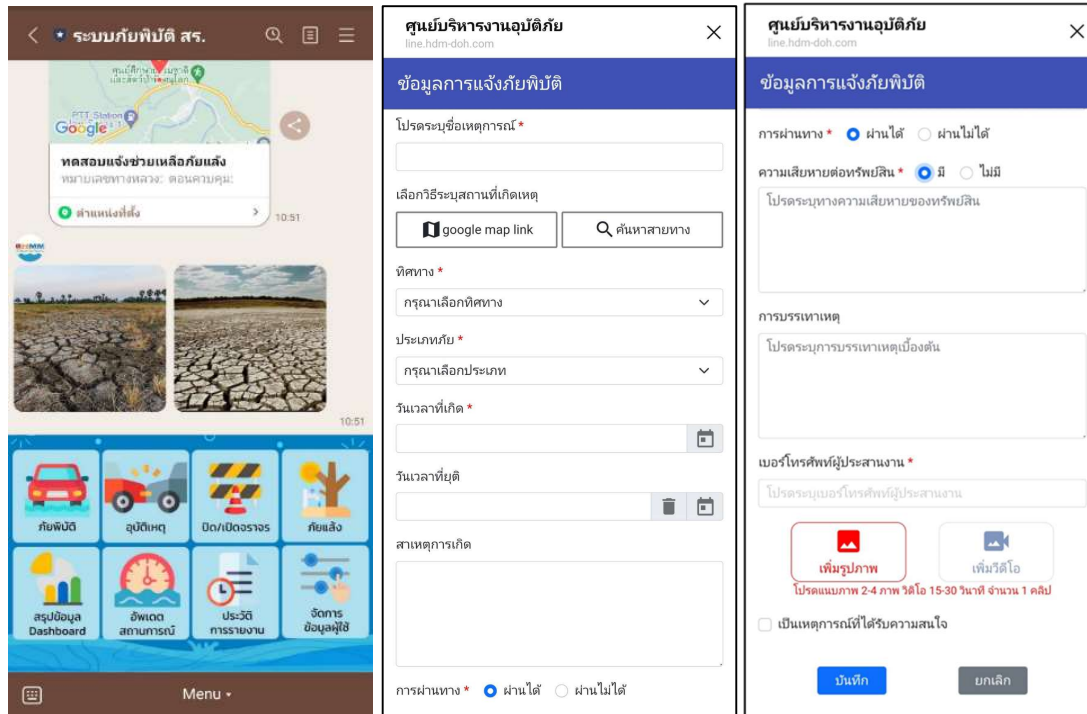 ระบบภัยพิบัติ สร.
PTT Station
Google
ทดสอบแจ้งช่วยเหลือภัยแล้ง
หมายเลขทางหลวง: ตอนควบคุม:
ตำแหน่งที่ตั้ง
10:51
10:51
ภัยพิบัติ
อุบัติเหตุ
ปิด/เปิดจราจร
ภัยแล้ง
สรุปข้อมูล
Dashboard
อัพเดต
สถานการณ์
ประวัติ
การรายงาน
จัดการ
ข้อมูลผู้ใช้
Menu
ศูนย์บริหารงานอุบัติภัย
line.hdm-doh.com
ข้อมูลการแจ้งภัยพิบัติ
โปรดระบุชื่อเหตุการณ์ *
เลือกวิธีระบุสถานที่เกิดเหตุ
google map link
ค้นหาสายทาง
ทิศทาง *
กรุณาเลือกทิศทาง
ประเภทภัย *
กรุณาเลือกประเภท
วันเวลาที่เกิด *
วันเวลาที่ยุติ
สาเหตุการเกิด
การผ่านทาง * ผ่านได้ ผ่านไม่ได้
ศูนย์บริหารงานอุบัติภัย
line.hdm-doh.com
ข้อมูลการแจ้งภัยพิบัติ
การผ่านทาง * ผ่านได้ ผ่านไม่ได้
ความเสียหายต่อทรัพย์สิน * มี ไม่มี
โปรดระบุทางความเสียหายของทรัพย์สิน
การบรรเทาเหตุ
โปรดระบุการบรรเทาเหตุเบื้องต้น
เบอร์โทรศัพท์ผู้ประสานงาน *
โปรดระบุเบอร์โทรศัพท์ผู้ประสานงาน
เพิ่มรูปภาพ
เพิ่มวิดีโอ
โปรดแนบภาพ 2-4 ภาพ วิดิโอ 15-30 วินาที จำนวน 1 คลิป
เป็นเหตุการณ์ที่ได้รับความสนใจ
บันทึก
ยกเลิก